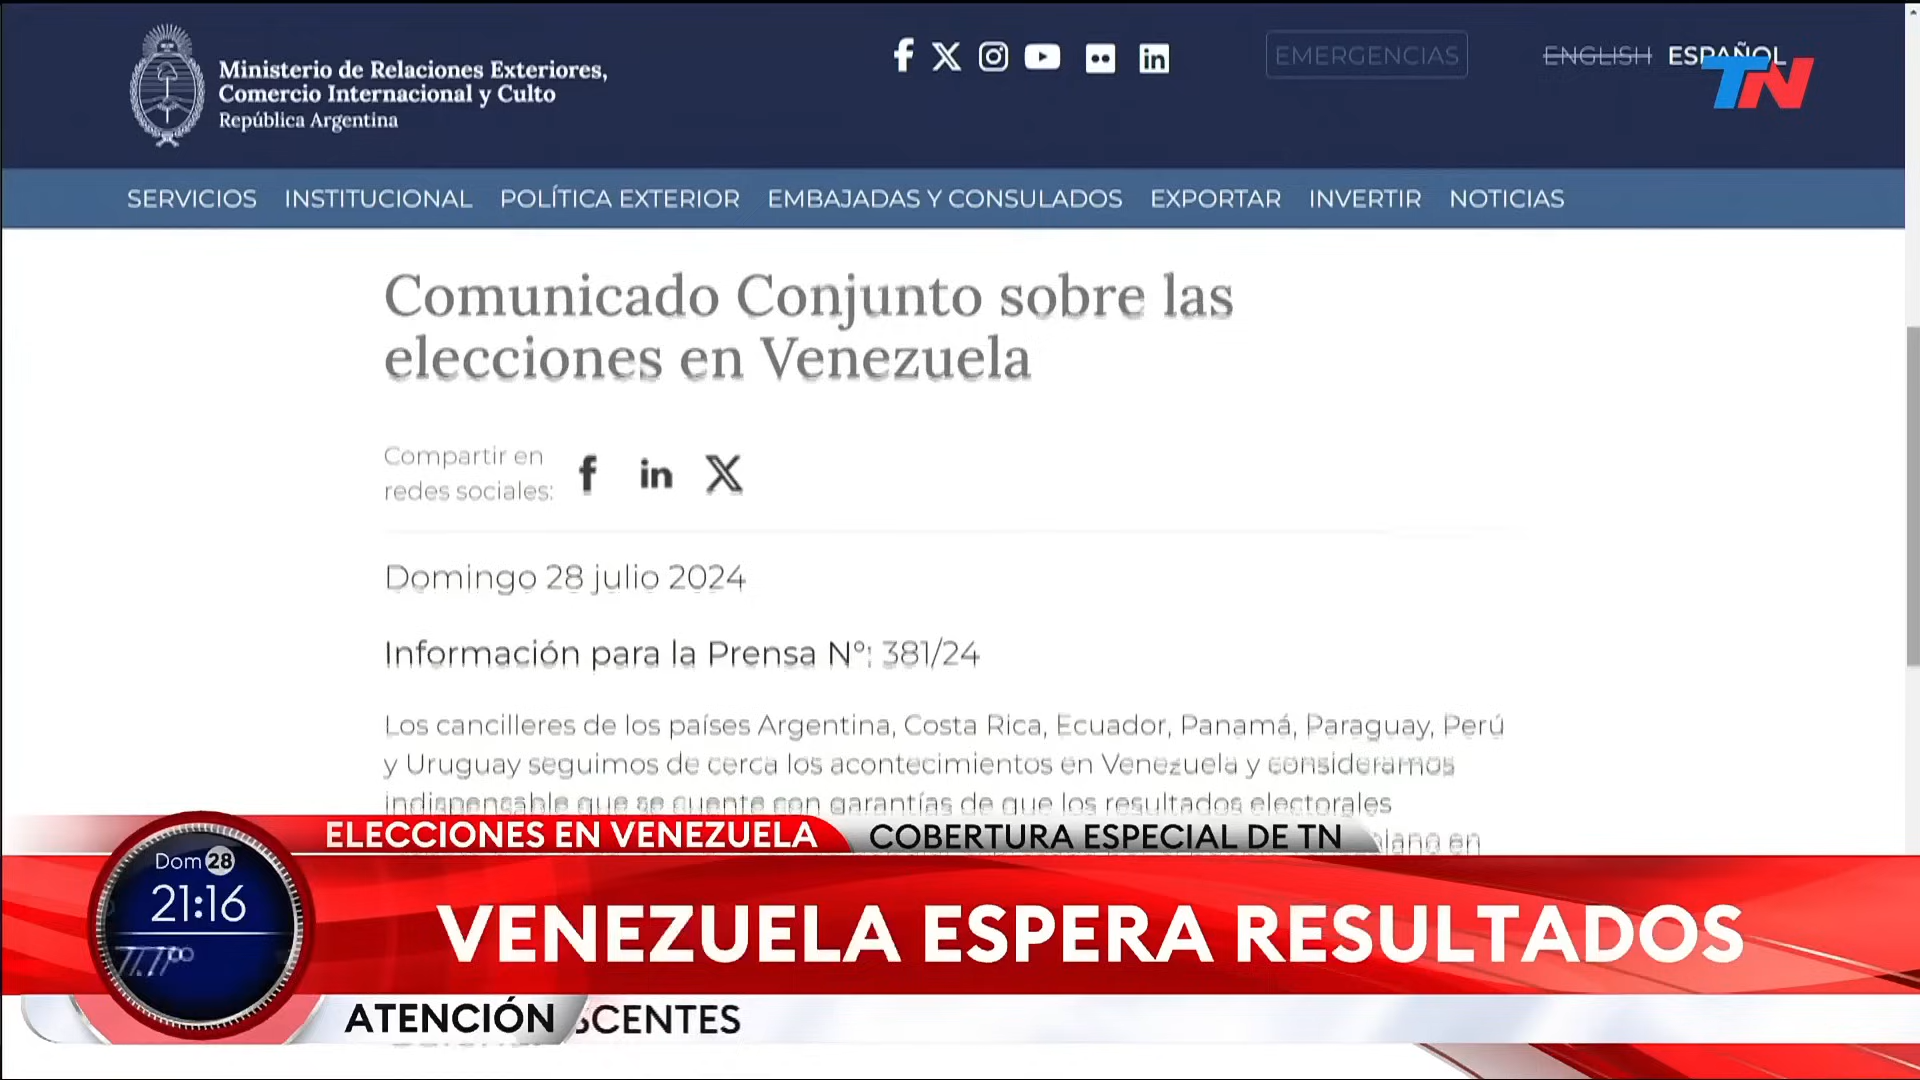 Ministerio de Relaciones Exteriores,
Comercio Internacional y Culto
República Argentina
EMERGENCIAS
ENGLISH ESPAÑOL
TN
SERVICIOS INSTITUCIONAL POLÍTICA EXTERIOR EMBAJADAS Y CONSULADOS EXPORTAR INVERTIR NOTICIAS
Comunicado Conjunto sobre las
elecciones en Venezuela
Compartir en
redes sociales:
Domingo 28 julio 2024
Información para la Prensa Nº: 381/24
Los cancilleres de los países Argentina, Costa Rica, Ecuador, Panamá, Paraguay, Perú
y Uruguay seguimos de cerca los acontecimientos en Venezuela y consideramos
indispensable que se cuente con garantías de que los resultados electorales
en
ELECCIONES EN VENEZUELA COBERTURA ESPECIAL DE TN
Dom 28
21:16
VENEZUELA ESPERA RESULTADOS
ATENCIÓN SCENTES